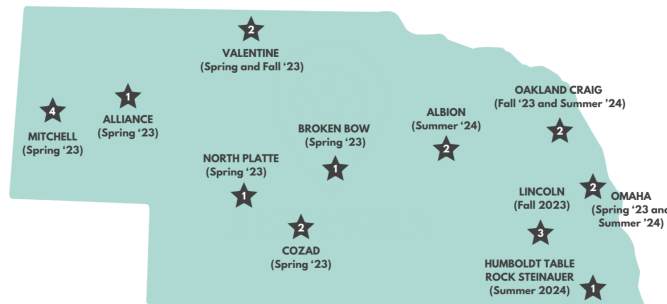 2
VALENTINE
(Spring and Fall ‘23)
4
MITCHELL
(Spring ‘23)
1
ALLIANCE
(Spring ‘23)
NORTH PLATTE
(Spring ‘23)
1
BROKEN BOW
(Spring ‘23)
1
2
COZAD
(Spring ‘23)
ALBION
(Summer ‘24)
2
OAKLAND CRAIG
(Fall ‘23 and Summer ’24)
2
2
OMAHA
(Spring ‘23 and
Summer ’24)
LINCOLN
(Fall 2023)
3
HUMBOLDT TABLE
ROCK STEINAUER
(Summer 2024)
1